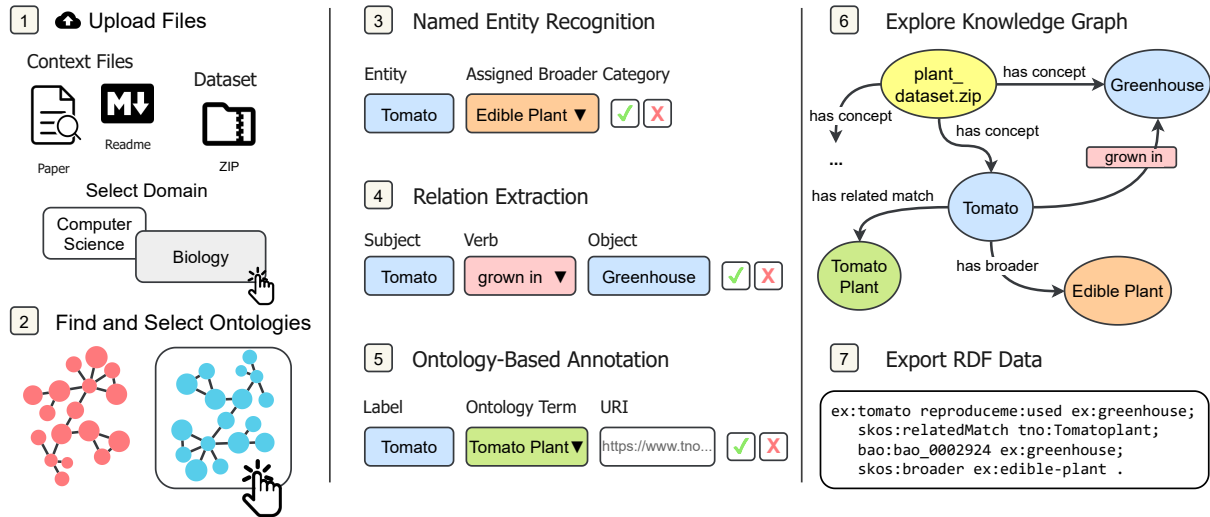 1 Upload Files
Context Files
Dataset
M
Paper
Readme
ZIP
Select Domain
Computer
Science
Biology
2 Find and Select Ontologies
3 Named Entity Recognition
Entity Assigned Broader Category
Tomato Edible Plant ▼ ✓ X
4 Relation Extraction
Subject Verb Object
Tomato grown in ▼ Greenhouse ✓ X
5 Ontology-Based Annotation
Label Ontology Term URI
Tomato Tomato Plant▼ https://www.tno... ✓ X
6 Explore Knowledge Graph
plant_
dataset.zip
has concept
Greenhouse
has concept
...
has concept
grown in
has related match
Tomato
Tomato
Plant
has broader
Edible Plant
7 Export RDF Data
ex:tomato reproduceme:used ex:greenhouse;
skos:relatedMatch tno:Tomatoplant;
bao:bao_0002924 ex:greenhouse;
skos:broader ex:edible-plant .